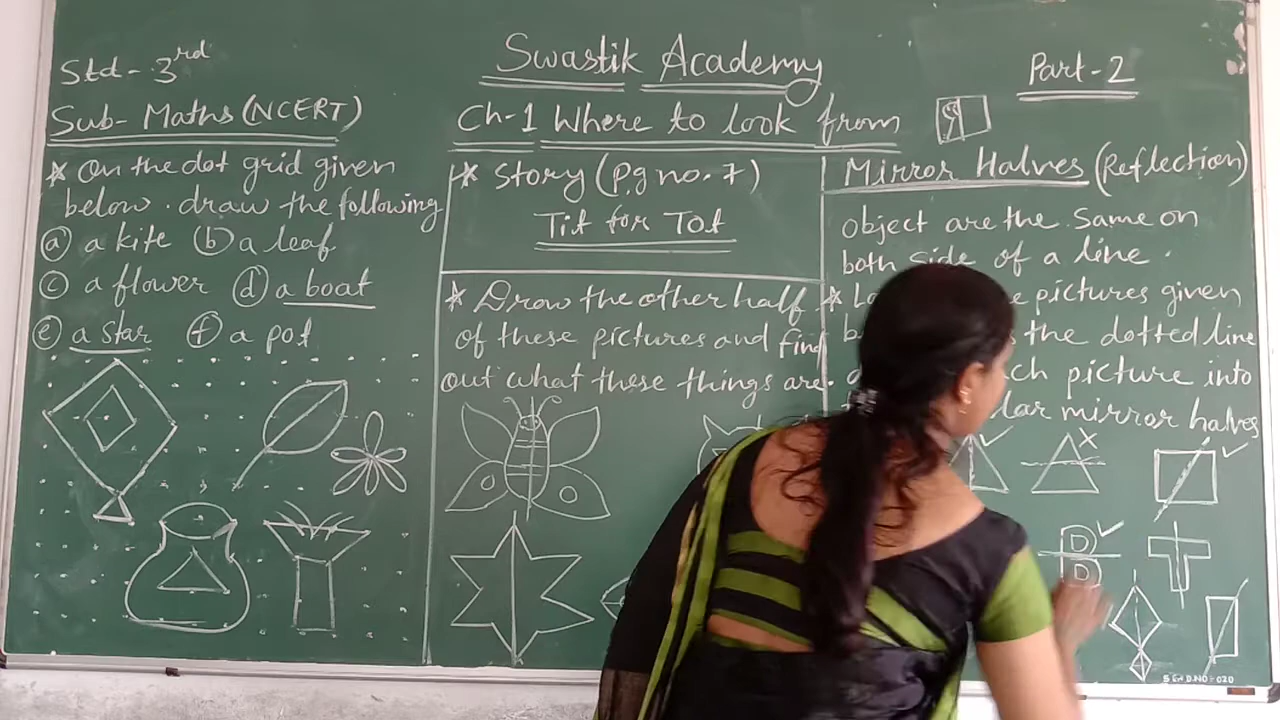 Std - 3rd
Swastik Academy
Part - 2
Sub - Maths (NCERT)
Ch-1 Where to look from
* On the dot grid given
below. draw the following
(a) a kite (b) a leaf
(c) a flower (d) a boat
(e) a star (f) a pot
* Story (Pg no. 7)
Tit for Tat
* Draw the other half
of these pictures and find
out what these things are.
Mirror Halves (Reflection)
object are the same on
both side of a line.
* pictures given
the dotted line
picture into
mirror halves
D
D